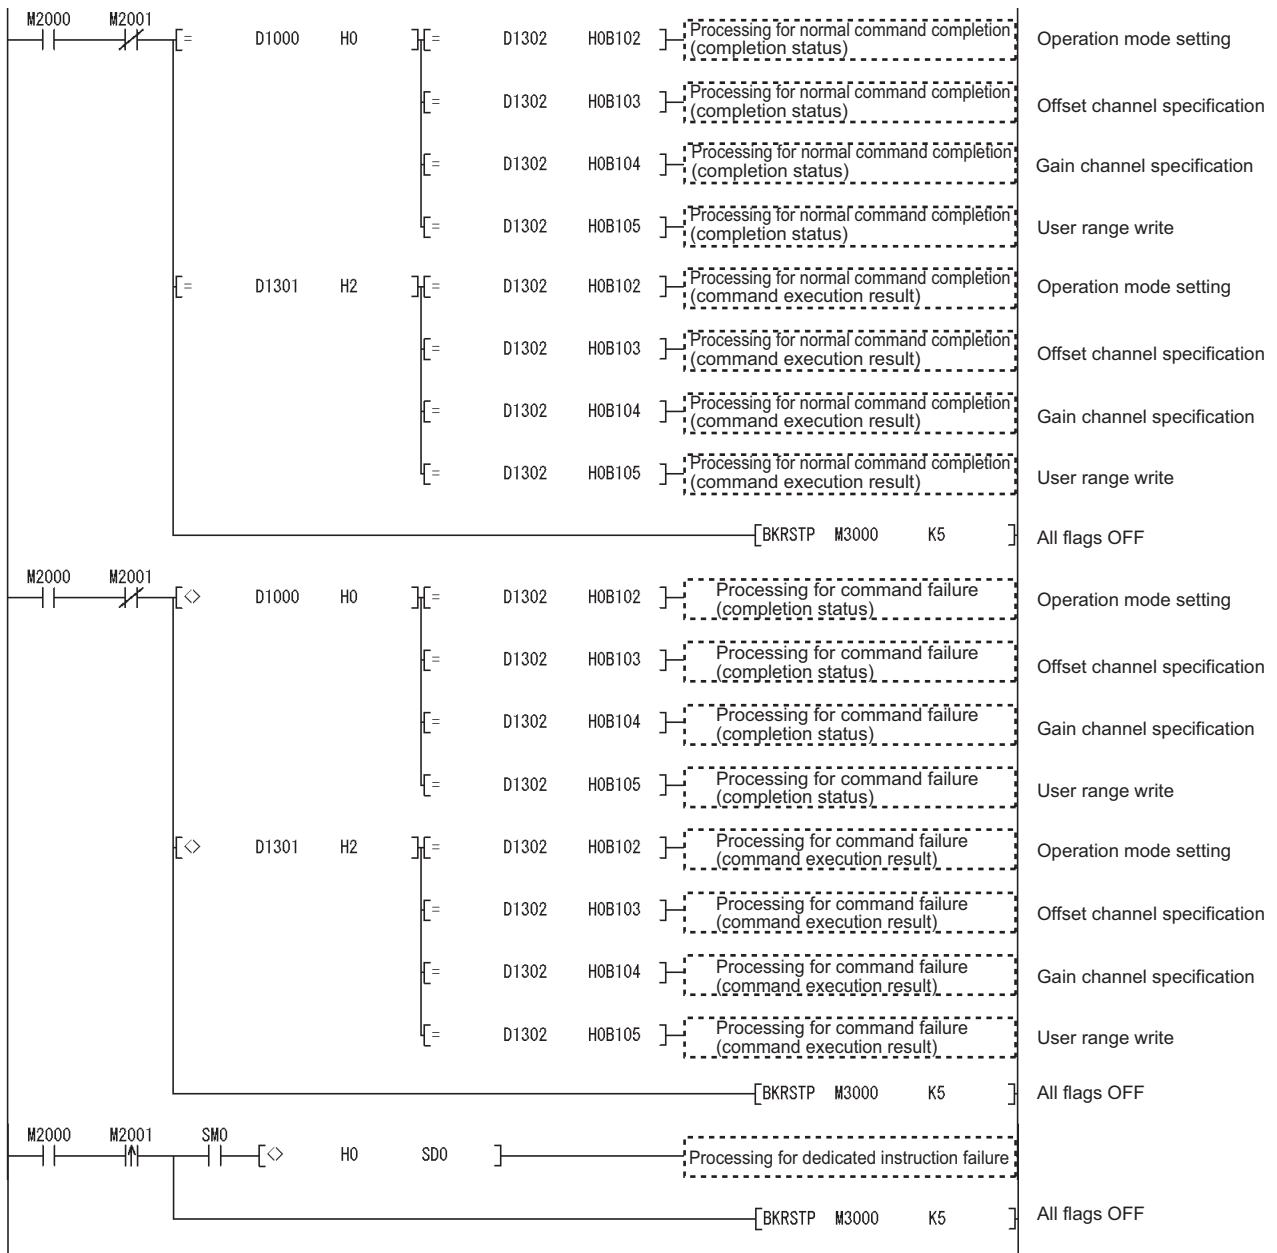 M2000 M2001
[= D1000 H0 ] [= D1302 H0B102 ] Processing for normal command completion (completion status) Operation mode setting
[= D1302 H0B103 ] Processing for normal command completion (completion status) Offset channel specification
[= D1302 H0B104 ] Processing for normal command completion (completion status) Gain channel specification
[= D1302 H0B105 ] Processing for normal command completion (completion status) User range write
[= D1301 H2 ] [= D1302 H0B102 ] Processing for normal command completion (command execution result) Operation mode setting
[= D1302 H0B103 ] Processing for normal command completion (command execution result) Offset channel specification
[= D1302 H0B104 ] Processing for normal command completion (command execution result) Gain channel specification
[= D1302 H0B105 ] Processing for normal command completion (command execution result) User range write
[BKRSTP M3000 K5 ] All flags OFF
M2000 M2001
[<> D1000 H0 ] [= D1302 H0B102 ] Processing for command failure (completion status) Operation mode setting
[= D1302 H0B103 ] Processing for command failure (completion status) Offset channel specification
[= D1302 H0B104 ] Processing for command failure (completion status) Gain channel specification
[= D1302 H0B105 ] Processing for command failure (completion status) User range write
[<> D1301 H2 ] [= D1302 H0B102 ] Processing for command failure (command execution result) Operation mode setting
[= D1302 H0B103 ] Processing for command failure (command execution result) Offset channel specification
[= D1302 H0B104 ] Processing for command failure (command execution result) Gain channel specification
[= D1302 H0B105 ] Processing for command failure (command execution result) User range write
[BKRSTP M3000 K5 ] All flags OFF
M2000 M2001 SM0
[<> H0 SD0 ] Processing for dedicated instruction failure
[BKRSTP M3000 K5 ] All flags OFF